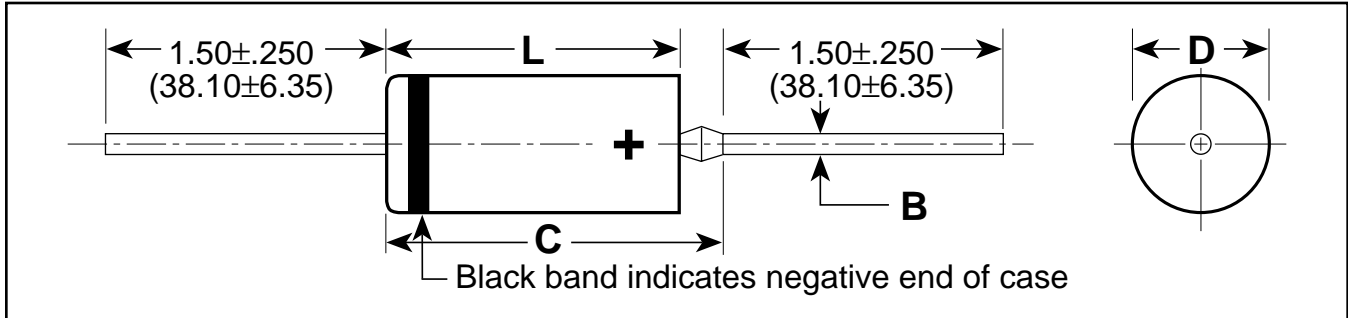 1.50±.250
(38.10±6.35)
L
1.50±.250
(38.10±6.35)
D
+
B
C
Black band indicates negative end of case